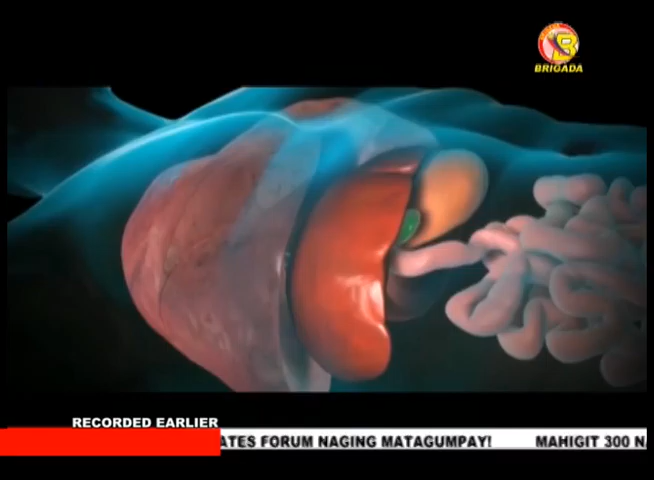 BRIGADA
RECORDED EARLIER
ATES FORUM NAGING MATAGUMPAY! MAHIGIT 300 N